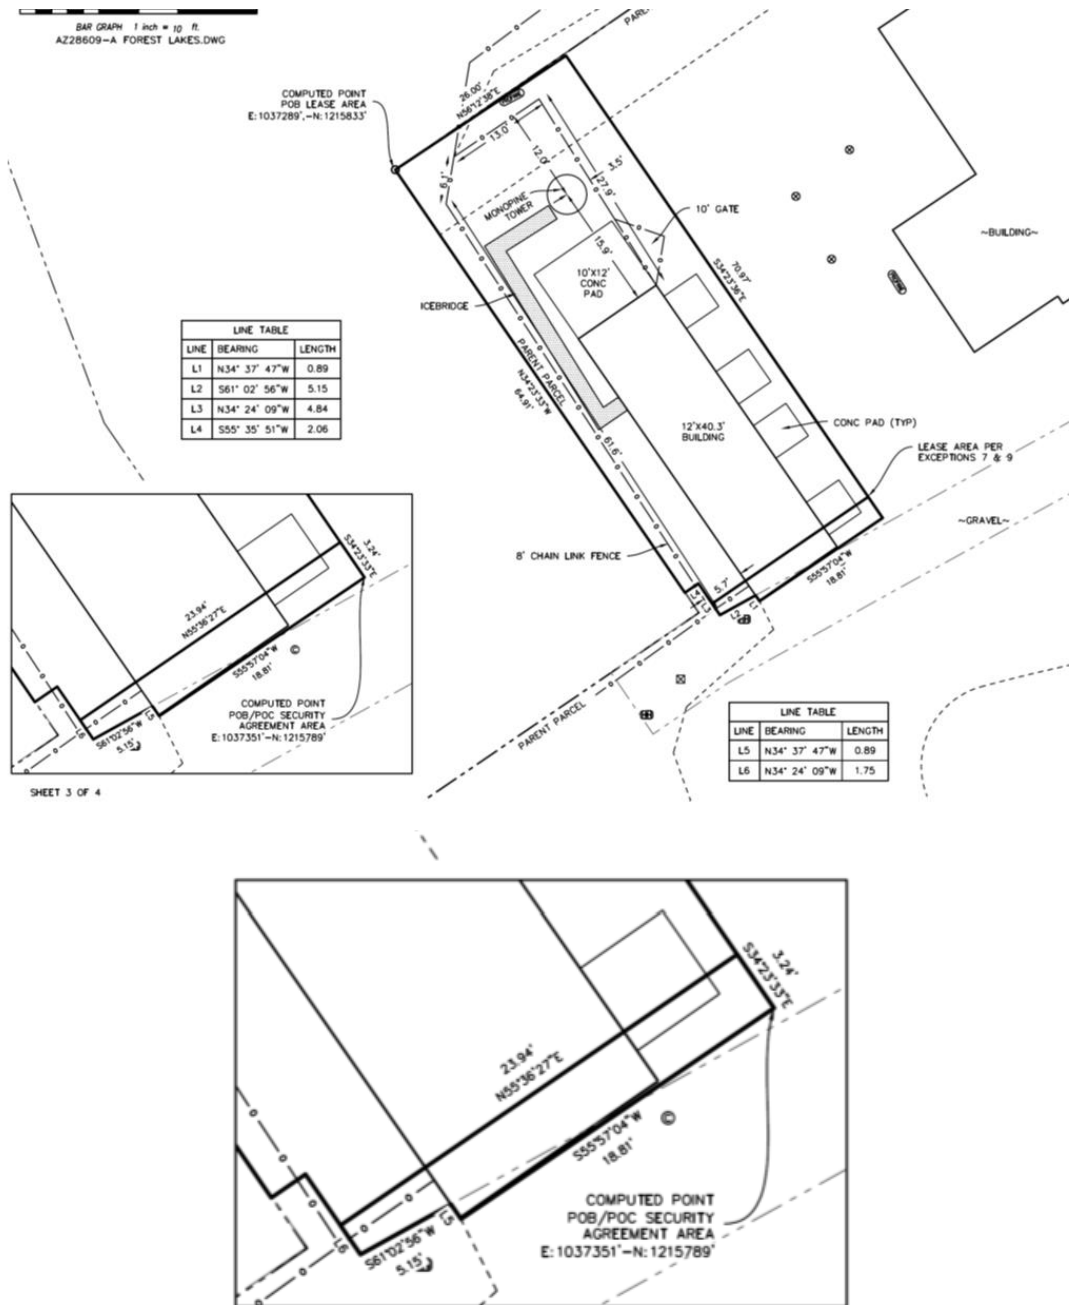 BAR GRAPH 1 inch = 10 ft.
AZ28609-A FOREST LAKES.DWG
COMPUTED POINT
POB LEASE AREA
E:1037289',-N:1215833'
26.00'
N56°12'38"E
13.0'
12.0'
6.1'
3.5'
27.9'
MONOPINE
TOWER
15.9'
10' GATE
10'X12'
CONC
PAD
ICEBRIDGE
70.97'
S34°23'36"E
~BUILDING~
PARENT PARCEL
N34°23'33"W
64.91'
61.6'
12'X40.3'
BUILDING
CONC PAD (TYP)
LEASE AREA PER
EXCEPTIONS 7 & 9
~GRAVEL~
8' CHAIN LINK FENCE
5.7'
L4
L3
L2
L1
S55°57'04"W
18.81'
PARENT PARCEL
LINE TABLE
LINE BEARING LENGTH
L1 N34° 37' 47"W 0.89
L2 S61° 02' 56"W 5.15
L3 N34° 24' 09"W 4.84
L4 S55° 35' 51"W 2.06
23.94'
N55°36'27"E
3.24'
S34°23'33"E
S55°57'04"W
18.81'
©
COMPUTED POINT
POB/POC SECURITY
AGREEMENT AREA
E:1037351'-N:1215789'
L6
S61°02'56"W
5.15'
L5
SHEET 3 OF 4
LINE TABLE
LINE BEARING LENGTH
L5 N34° 37' 47"W 0.89
L6 N34° 24' 09"W 1.75
23.94'
N55°36'27"E
3.24'
S34°23'33"E
S55°57'04"W
18.81'
©
COMPUTED POINT
POB/POC SECURITY
AGREEMENT AREA
E:1037351'-N:1215789'
L6
S61°02'56"W
5.15'
L5